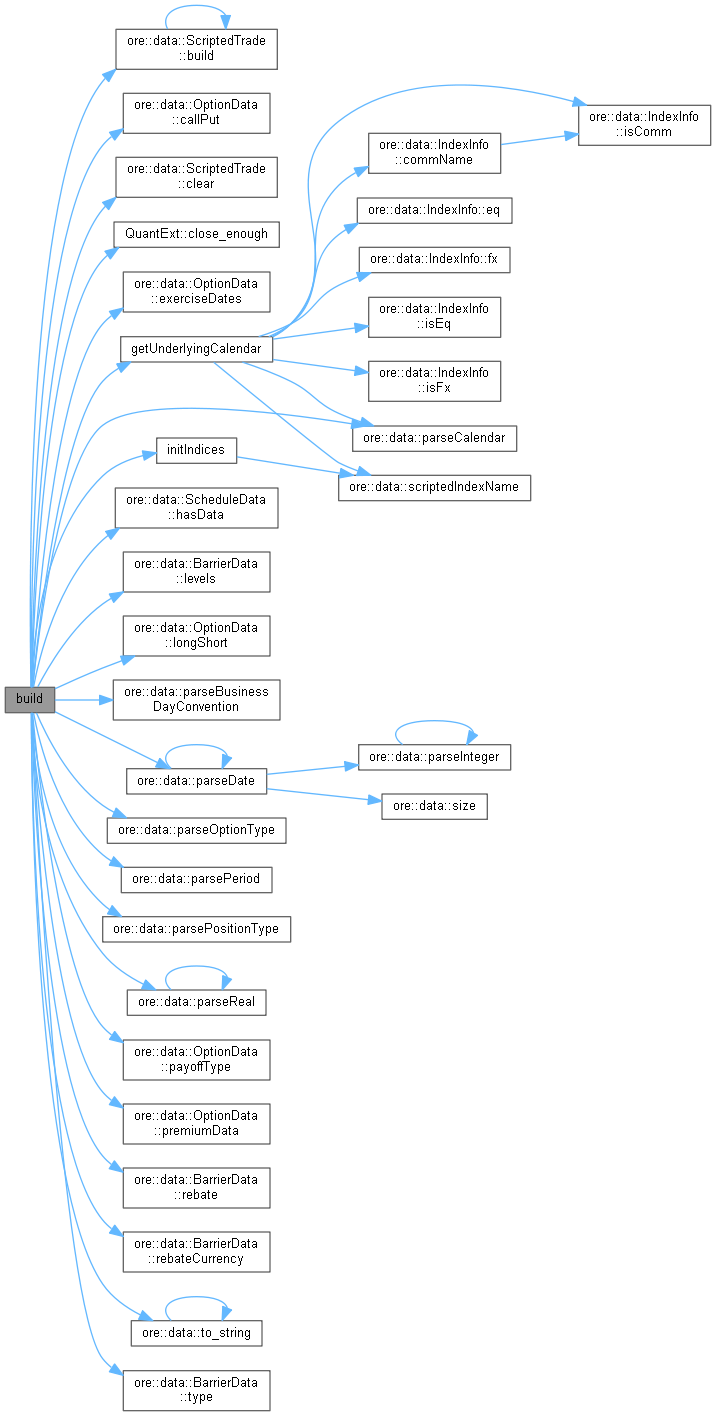 ore::data::ScriptedTrade
::build
ore::data::OptionData
::callPut
ore::data::ScriptedTrade
::clear
QuantExt::close_enough
ore::data::OptionData
::exerciseDates
getUnderlyingCalendar
ore::data::IndexInfo
::commName
ore::data::IndexInfo
::isComm
ore::data::IndexInfo::eq
ore::data::IndexInfo::fx
ore::data::IndexInfo
::isEq
ore::data::IndexInfo
::isFx
ore::data::parseCalendar
initIndices
ore::data::scriptedIndexName
ore::data::ScheduleData
::hasData
ore::data::BarrierData
::levels
ore::data::OptionData
::longShort
build
ore::data::parseBusiness
DayConvention
ore::data::parseDate
ore::data::parseInteger
ore::data::size
ore::data::parseOptionType
ore::data::parsePeriod
ore::data::parsePositionType
ore::data::parseReal
ore::data::OptionData
::payoffType
ore::data::OptionData
::premiumData
ore::data::BarrierData
::rebate
ore::data::BarrierData
::rebateCurrency
ore::data::to_string
ore::data::BarrierData
::type